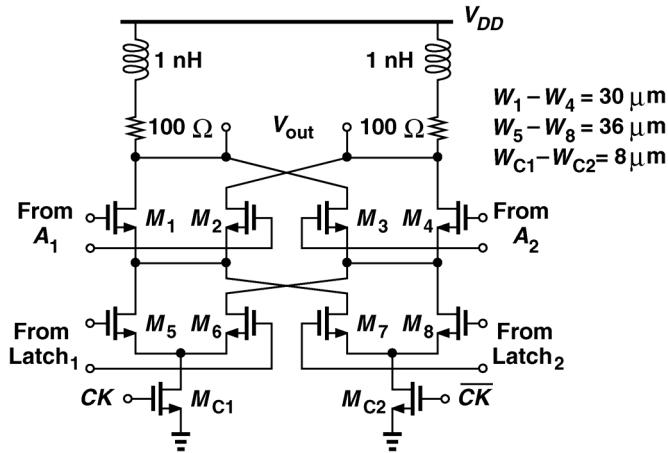 V_DD
1 nH
1 nH
100 Ω
V_out
100 Ω
W_1 – W_4 = 30 μm
W_5 – W_8 = 36 μm
W_C1 – W_C2 = 8 μm
From A_1
M_1
M_2
M_3
M_4
From A_2
From Latch_1
M_5
M_6
M_7
M_8
From Latch_2
CK
M_C1
M_C2
C̅K̅